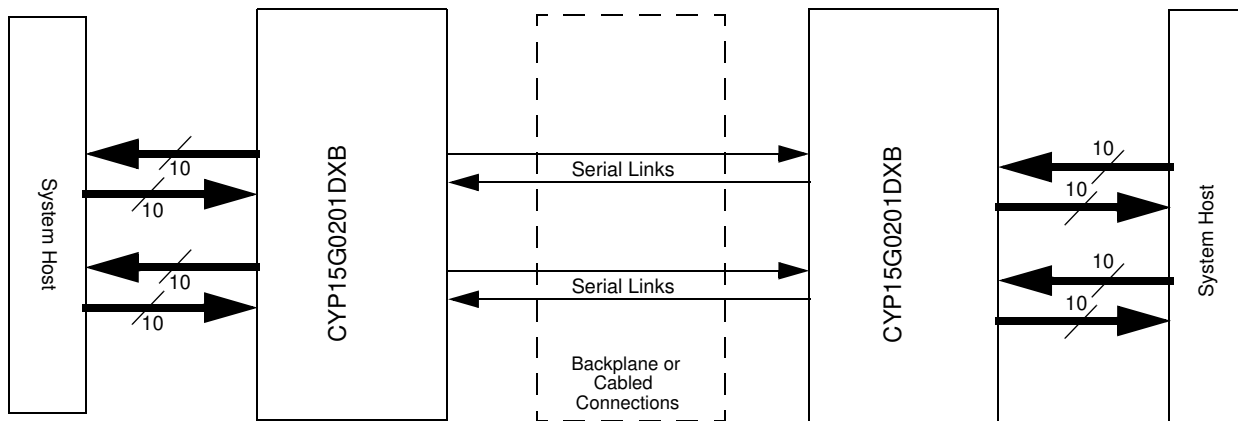 System Host
10
10
10
10
CYP15G0201DXB
Serial Links
Serial Links
Backplane or
Cabled
Connections
CYP15G0201DXB
10
10
10
10
System Host